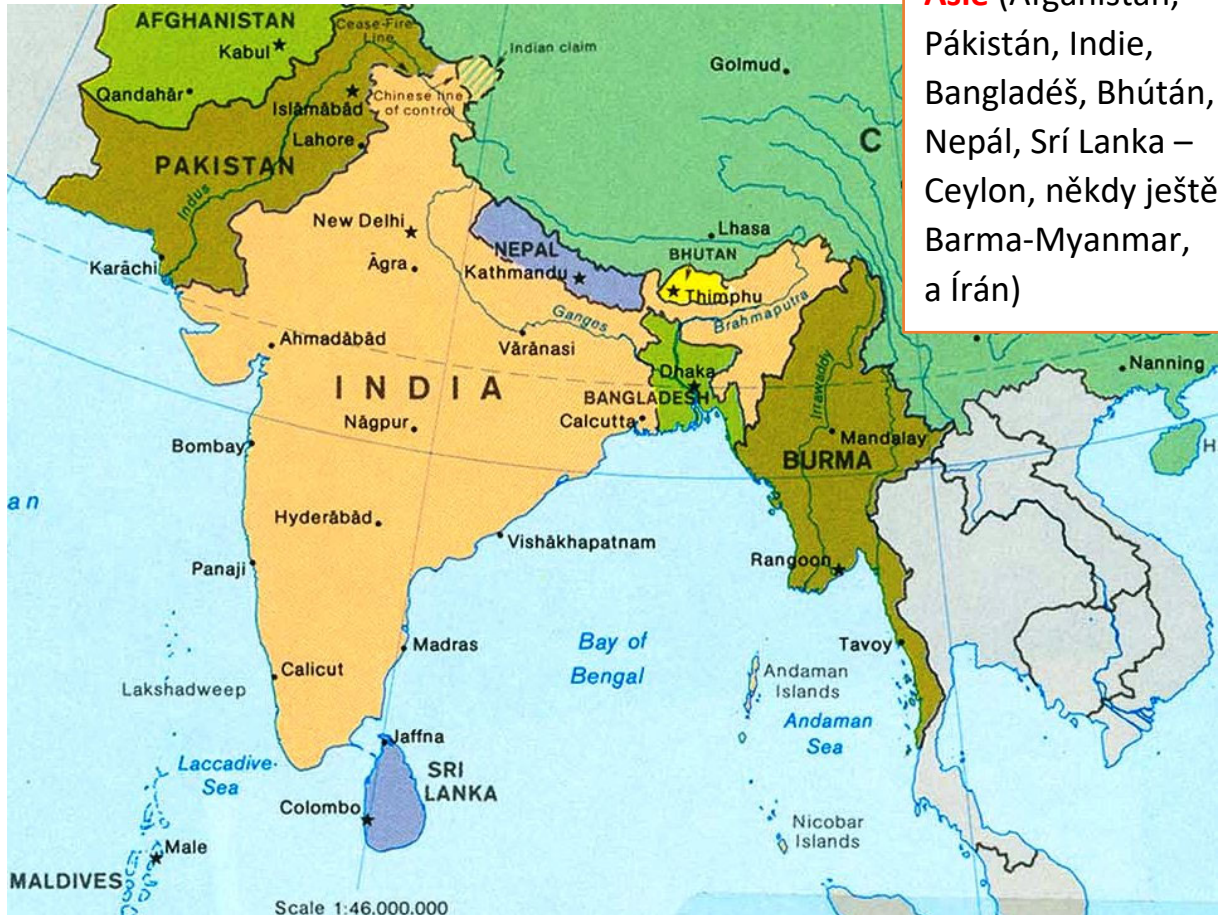 AFGHANISTAN
Kabul
Qandahār
Cease-Fire
Line
Indian claim
Chinese line
of control
Islāmābād
Lahore
PAKISTAN
Indus
Karāchi
Golmud
C
Asie (Afganistán,
Pákistán, Indie,
Bangladéš, Bhútán,
Nepál, Srí Lanka –
Ceylon, někdy ještě
Barma-Myanmar,
a Írán)
New Delhi
Āgra
NEPAL
Kathmandu
Lhasa
BHUTAN
Thimphu
Ganges
Brahmaputra
Ahmadābād
Vārānasi
INDIA
Dhaka
BANGLADESH
Nāgpur
Calcutta
Irrawaddy
Mandalay
BURMA
Nanning
H
Bombay
an
Hyderābād
Vishākhapatnam
Panaji
Rangoon
Madras
Bay of
Bengal
Tavoy
Calicut
Lakshadweep
Andaman
Islands
Andaman
Sea
Jaffna
Laccadive
Sea
SRI
LANKA
Colombo
Nicobar
Islands
Male
MALDIVES
Scale 1:46,000,000